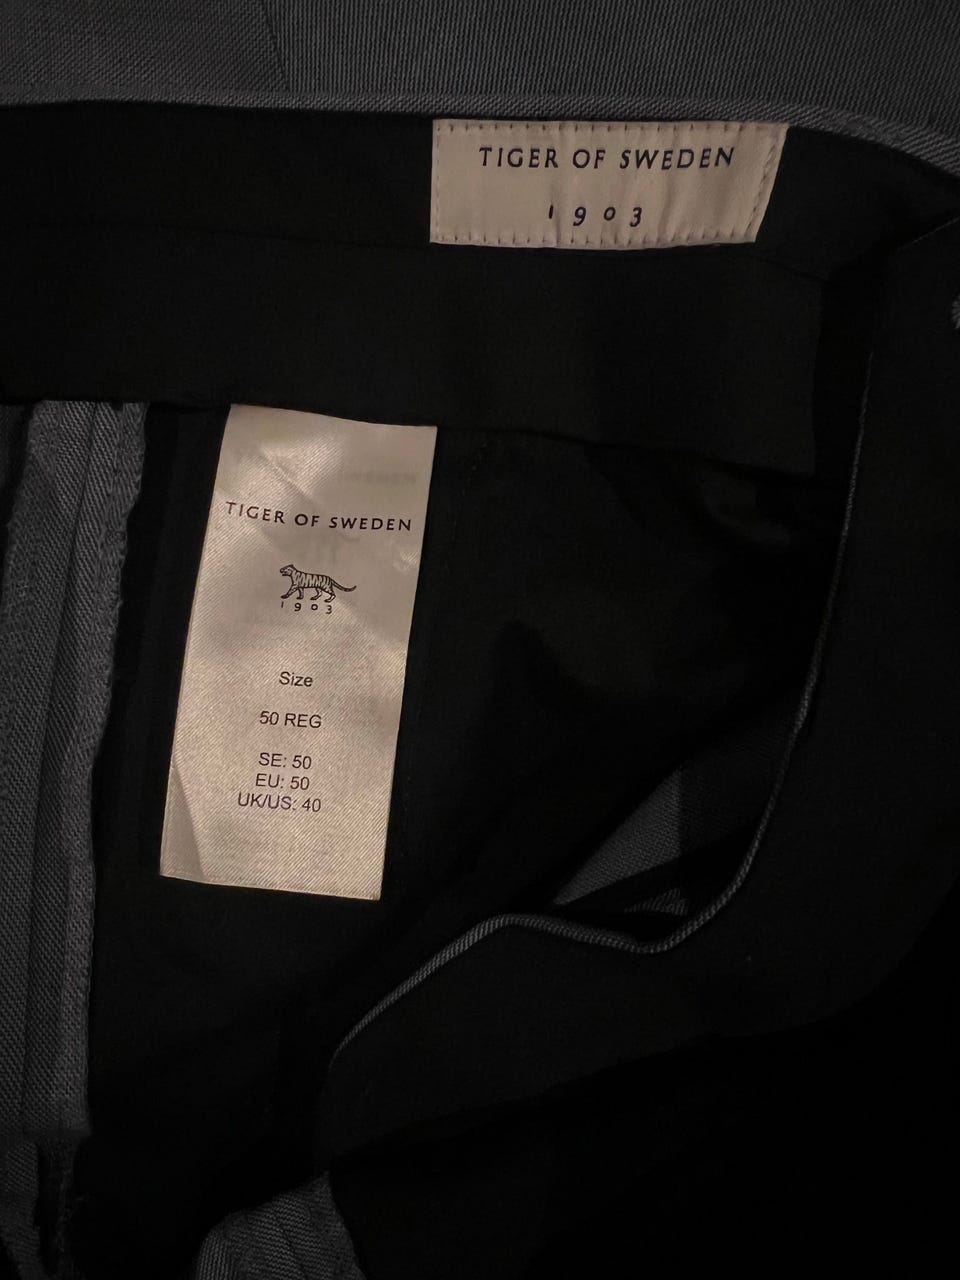 TIGER OF SWEDEN
1903
TIGER OF SWEDEN
1903
Size
50 REG
SE: 50
EU: 50
UK/US: 40